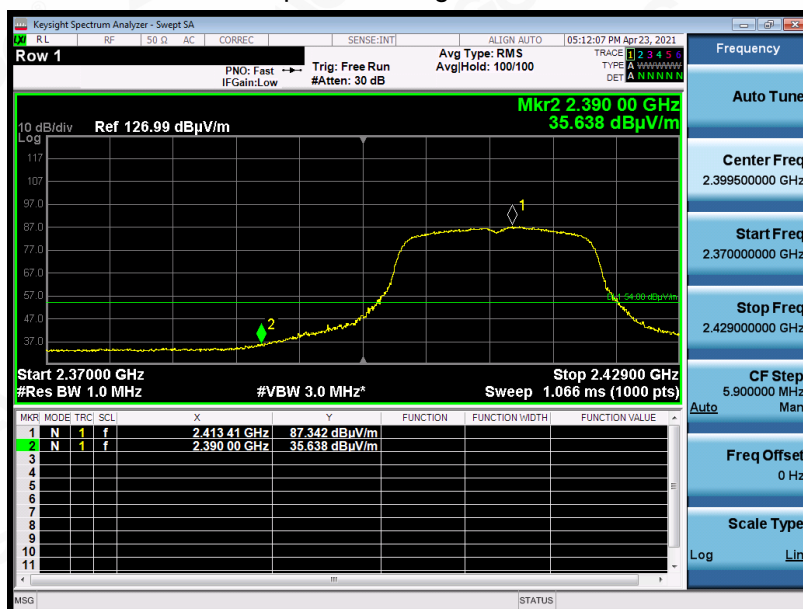 Keysight Spectrum Analyzer - Swept SA
LXI RL RF 50 Ω AC CORREC SENSE:INT ALIGN AUTO 05:12:07 PM Apr 23, 2021
Row 1
PNO: Fast
IFGain:Low
Trig: Free Run
#Atten: 30 dB
Avg Type: RMS
Avg|Hold: 100/100
TRACE 1 2 3 4 5 6
TYPE A WWWWW
DET A N N N N N
Mkr2 2.390 00 GHz
35.638 dBµV/m
10 dB/div Ref 126.99 dBµV/m
Log
117
107
97.0
87.0
77.0
67.0
57.0
47.0
37.0
1
2
54.00 dBµV/m
Start 2.37000 GHz
Stop 2.42900 GHz
#Res BW 1.0 MHz
#VBW 3.0 MHz*
Sweep 1.066 ms (1000 pts)
MKR MODE TRC SCL X Y FUNCTION FUNCTION WIDTH FUNCTION VALUE
1 N 1 f 2.413 41 GHz 87.342 dBµV/m
2 N 1 f 2.390 00 GHz 35.638 dBµV/m
3
4
5
6
7
8
9
10
11
MSG
STATUS
Frequency
Auto Tune
Center Freq
2.399500000 GHz
Start Freq
2.370000000 GHz
Stop Freq
2.429000000 GHz
CF Step
5.900000 MHz
Auto Man
Freq Offset
0 Hz
Scale Type
Log Lin